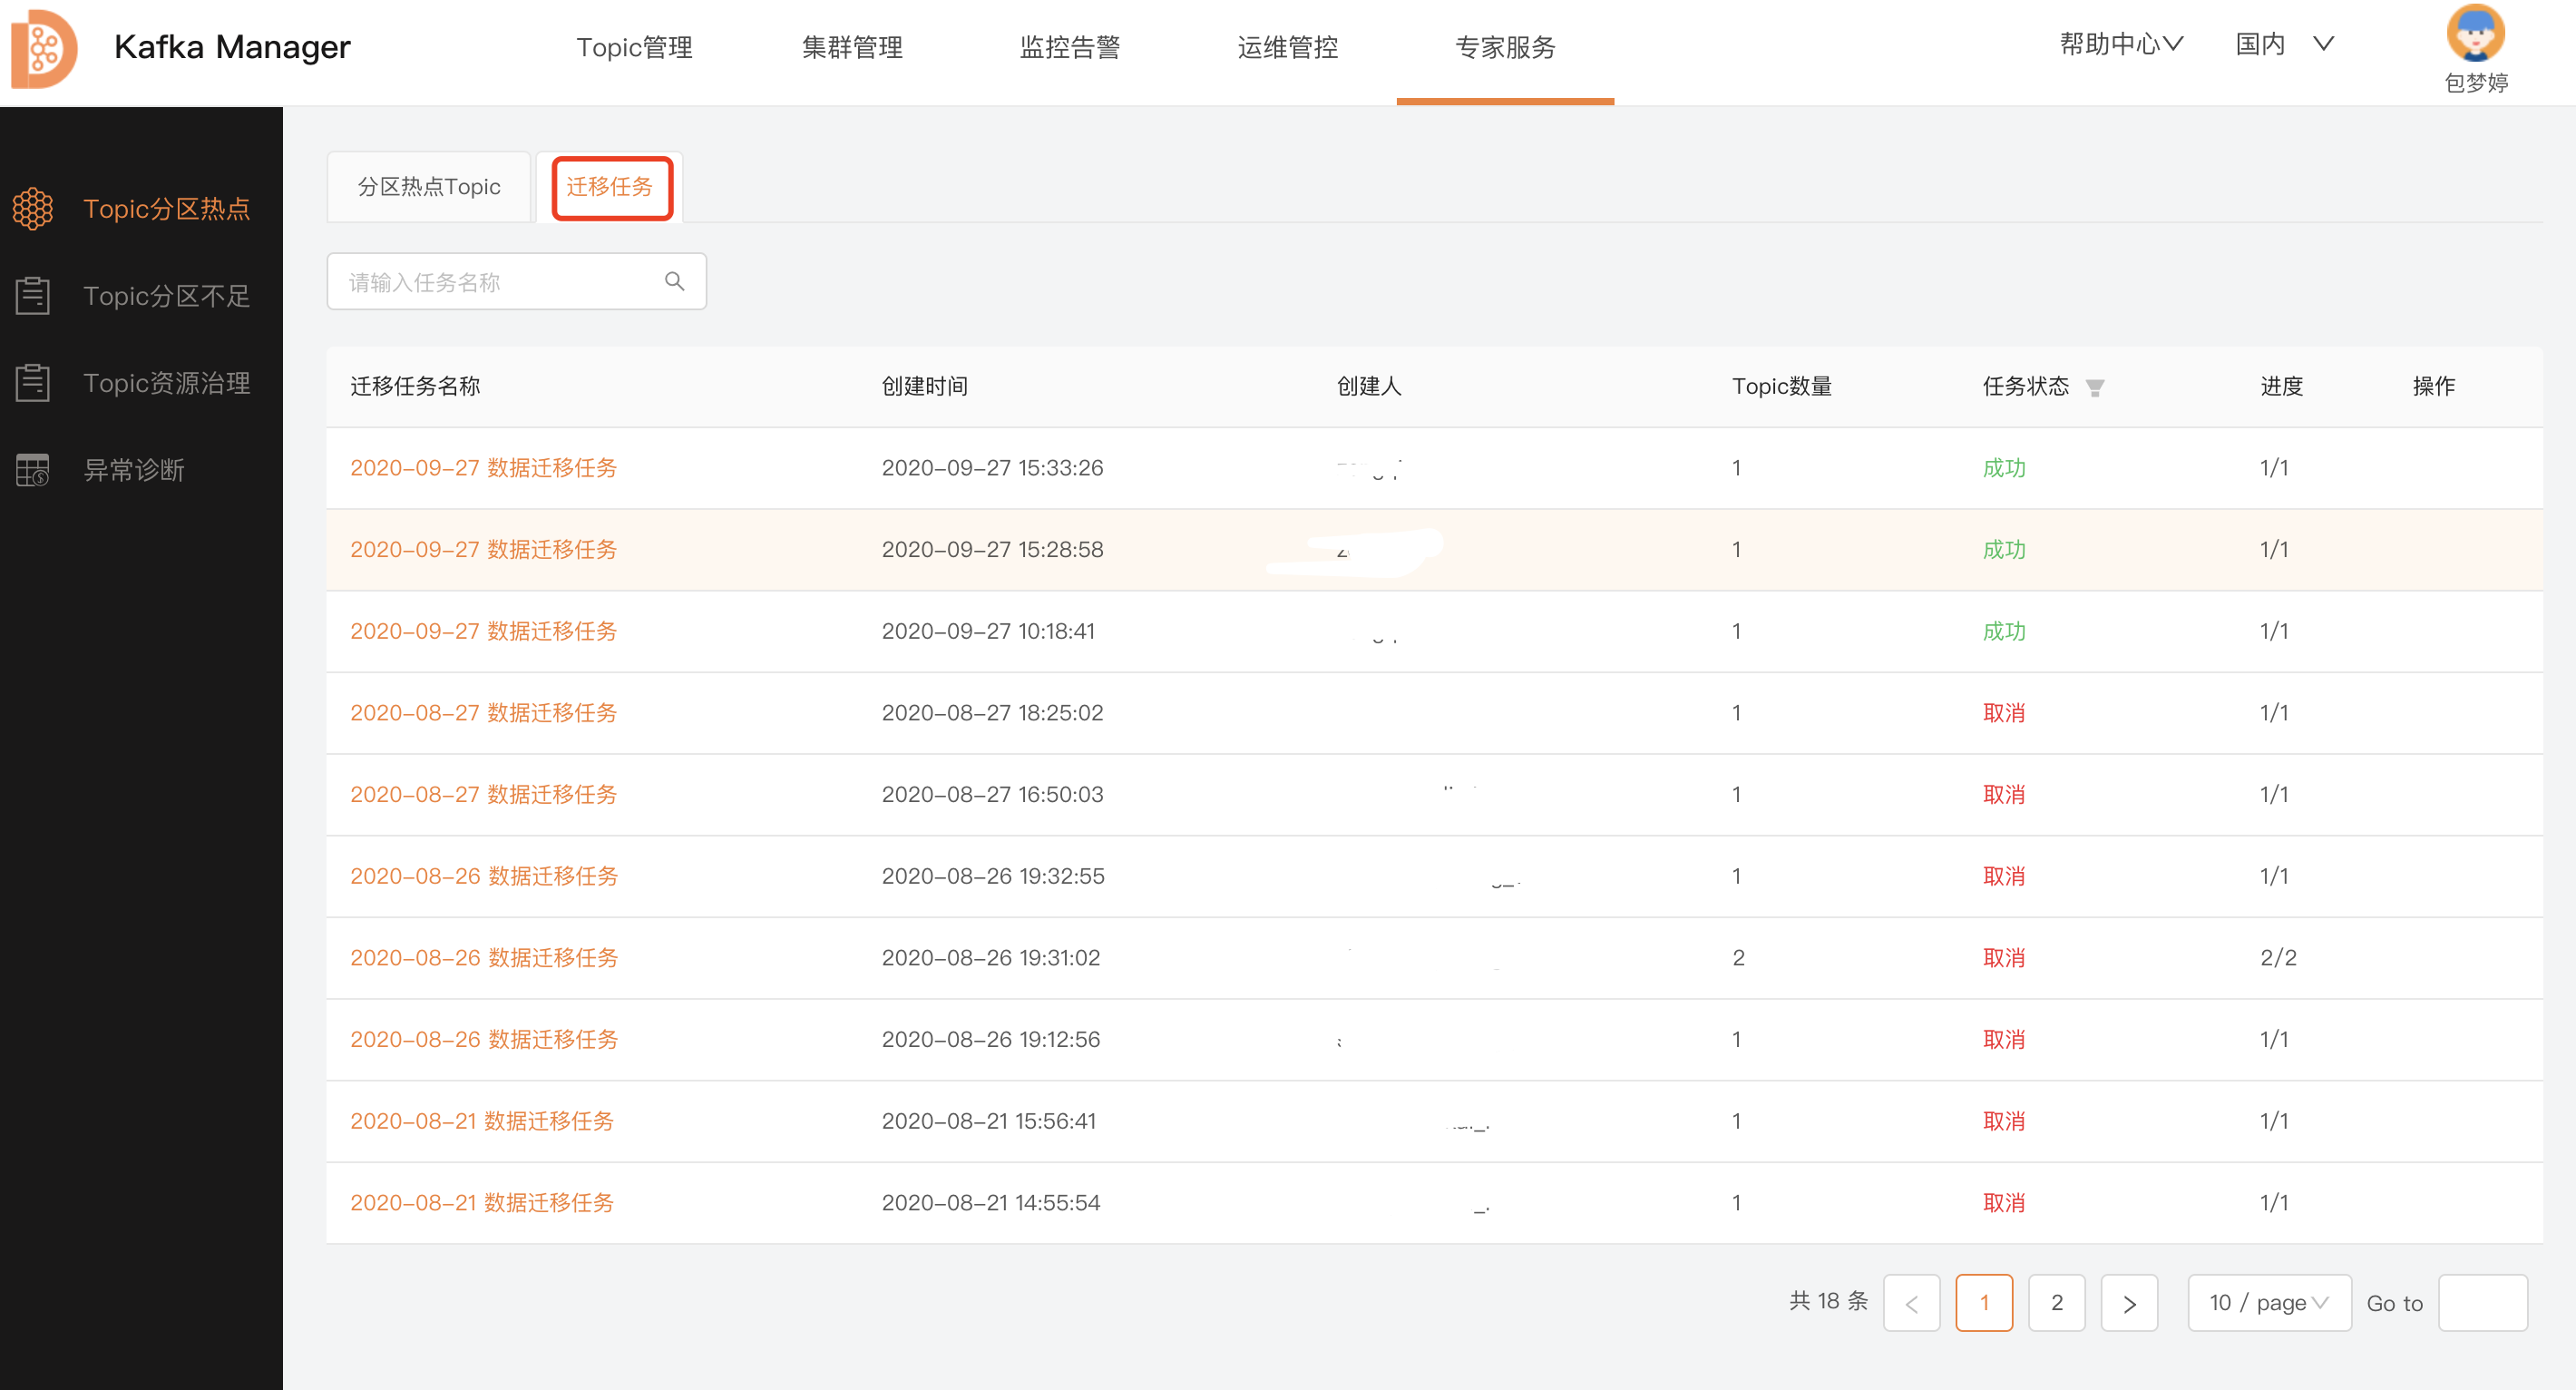 Kafka Manager Topic管理 集群管理 监控告警 运维管控 专家服务 帮助中心 国内
包梦婷
Topic分区热点
Topic分区不足
Topic资源治理
异常诊断
分区热点Topic 迁移任务
请输入任务名称
迁移任务名称 创建时间 创建人 Topic数量 任务状态 进度 操作
2020-09-27 数据迁移任务 2020-09-27 15:33:26 1 成功 1/1
2020-09-27 数据迁移任务 2020-09-27 15:28:58 1 成功 1/1
2020-09-27 数据迁移任务 2020-09-27 10:18:41 1 成功 1/1
2020-08-27 数据迁移任务 2020-08-27 18:25:02 1 取消 1/1
2020-08-27 数据迁移任务 2020-08-27 16:50:03 1 取消 1/1
2020-08-26 数据迁移任务 2020-08-26 19:32:55 1 取消 1/1
2020-08-26 数据迁移任务 2020-08-26 19:31:02 2 取消 2/2
2020-08-26 数据迁移任务 2020-08-26 19:12:56 1 取消 1/1
2020-08-21 数据迁移任务 2020-08-21 15:56:41 1 取消 1/1
2020-08-21 数据迁移任务 2020-08-21 14:55:54 1 取消 1/1
共 18 条 < 1 2 > 10 / page Go to